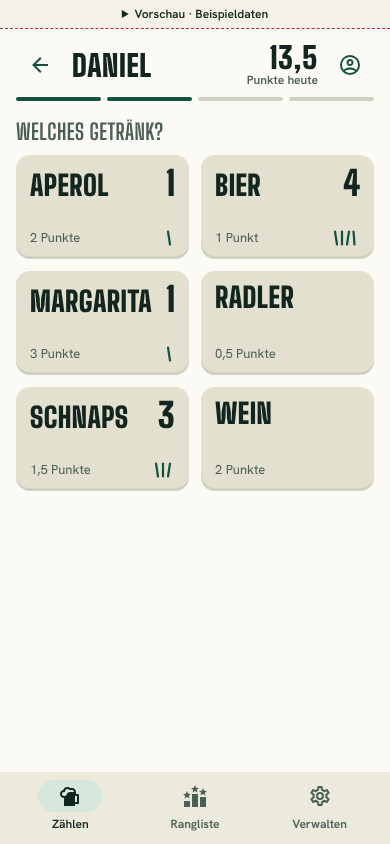 ▶ Vorschau · Beispieldaten
DANIEL
13,5
Punkte heute
WELCHES GETRÄNK?
APEROL 1
2 Punkte
BIER 4
1 Punkt
MARGARITA 1
3 Punkte
RADLER
0,5 Punkte
SCHNAPS 3
1,5 Punkte
WEIN
2 Punkte
Zählen
Rangliste
Verwalten